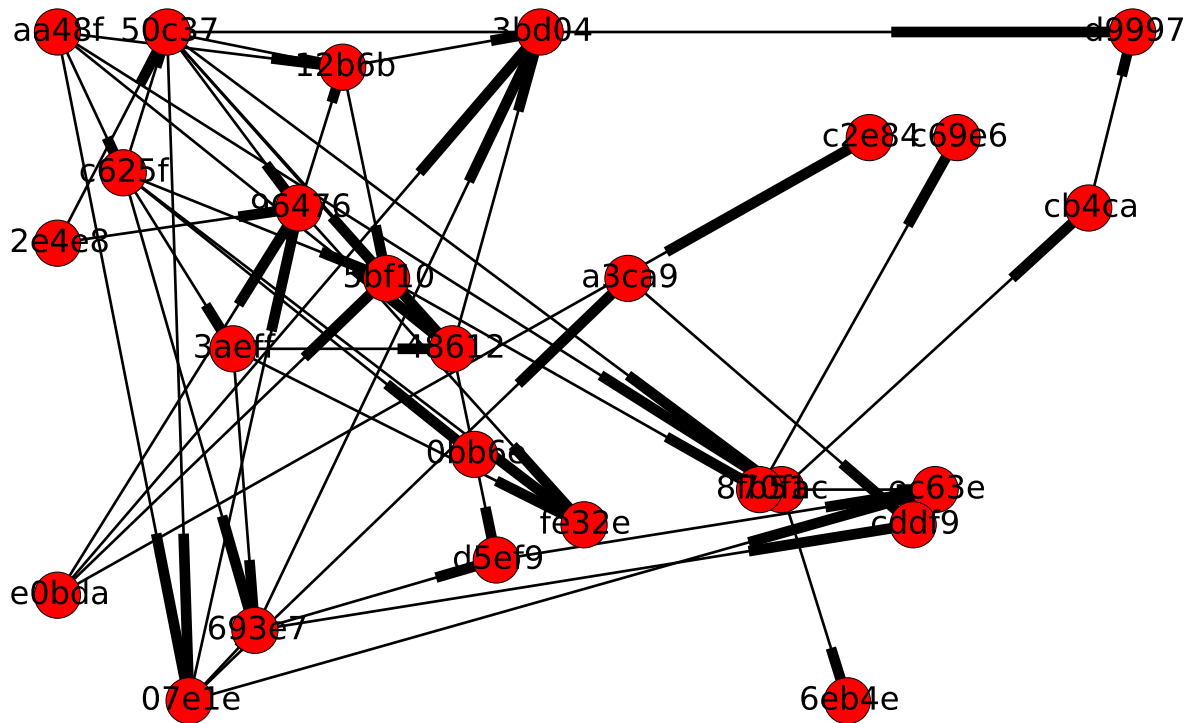 aa48f
50c37
3bd04
d9997
12b6b
c2e84
c69e6
c625f
96476
cb4ca
2e4e8
5bf10
a3ca9
3aeff
48612
0bb6e
ec63e
fe32e
cddf9
d5ef9
e0bda
693e7
07e1e
6eb4e